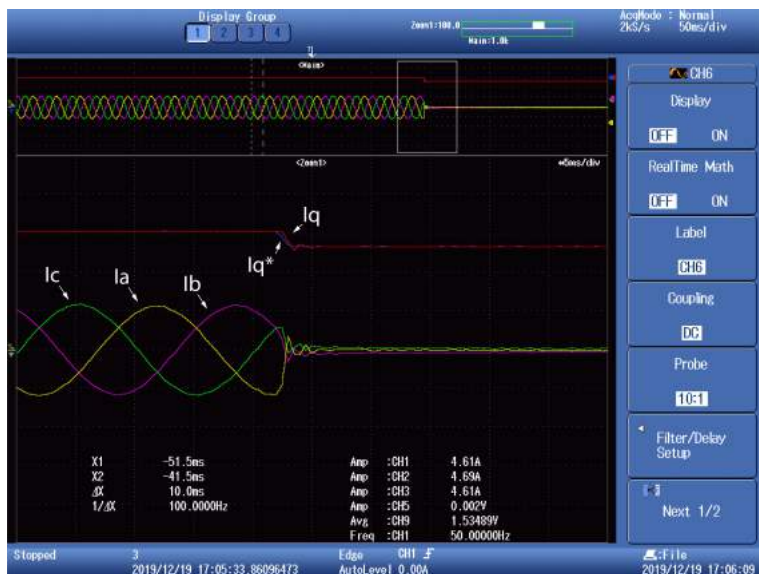 Display Group
1 2 3 4
Zoom1:100.0
Main:1.0k
AcqMode : Normal
2kS/s 50ms/div
<Main>
CH6
Display
OFF ON
RealTime Math
OFF ON
Label
CH6
Coupling
DC
Probe
10:1
Filter/Delay
Setup
Next 1/2
<Zoom1>
5ms/div
Iq
Iq*
Ic
Ia
Ib
X1 -51.5ms
X2 -41.5ms
ΔX 10.0ms
1/ΔX 100.0000Hz
Amp :CH1 4.61A
Amp :CH2 4.69A
Amp :CH3 4.61A
Amp :CH5 0.002V
Avg :CH9 1.53489V
Freq :CH1 50.00000Hz
Stopped 3 Edge CH1 :File
2019/12/19 17:05:33.86096473 AutoLevel 0.00A 2019/12/19 17:06:09